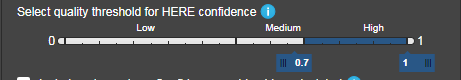 Select quality threshold for HERE confidence i
Low Medium High
0 1
0.7 1